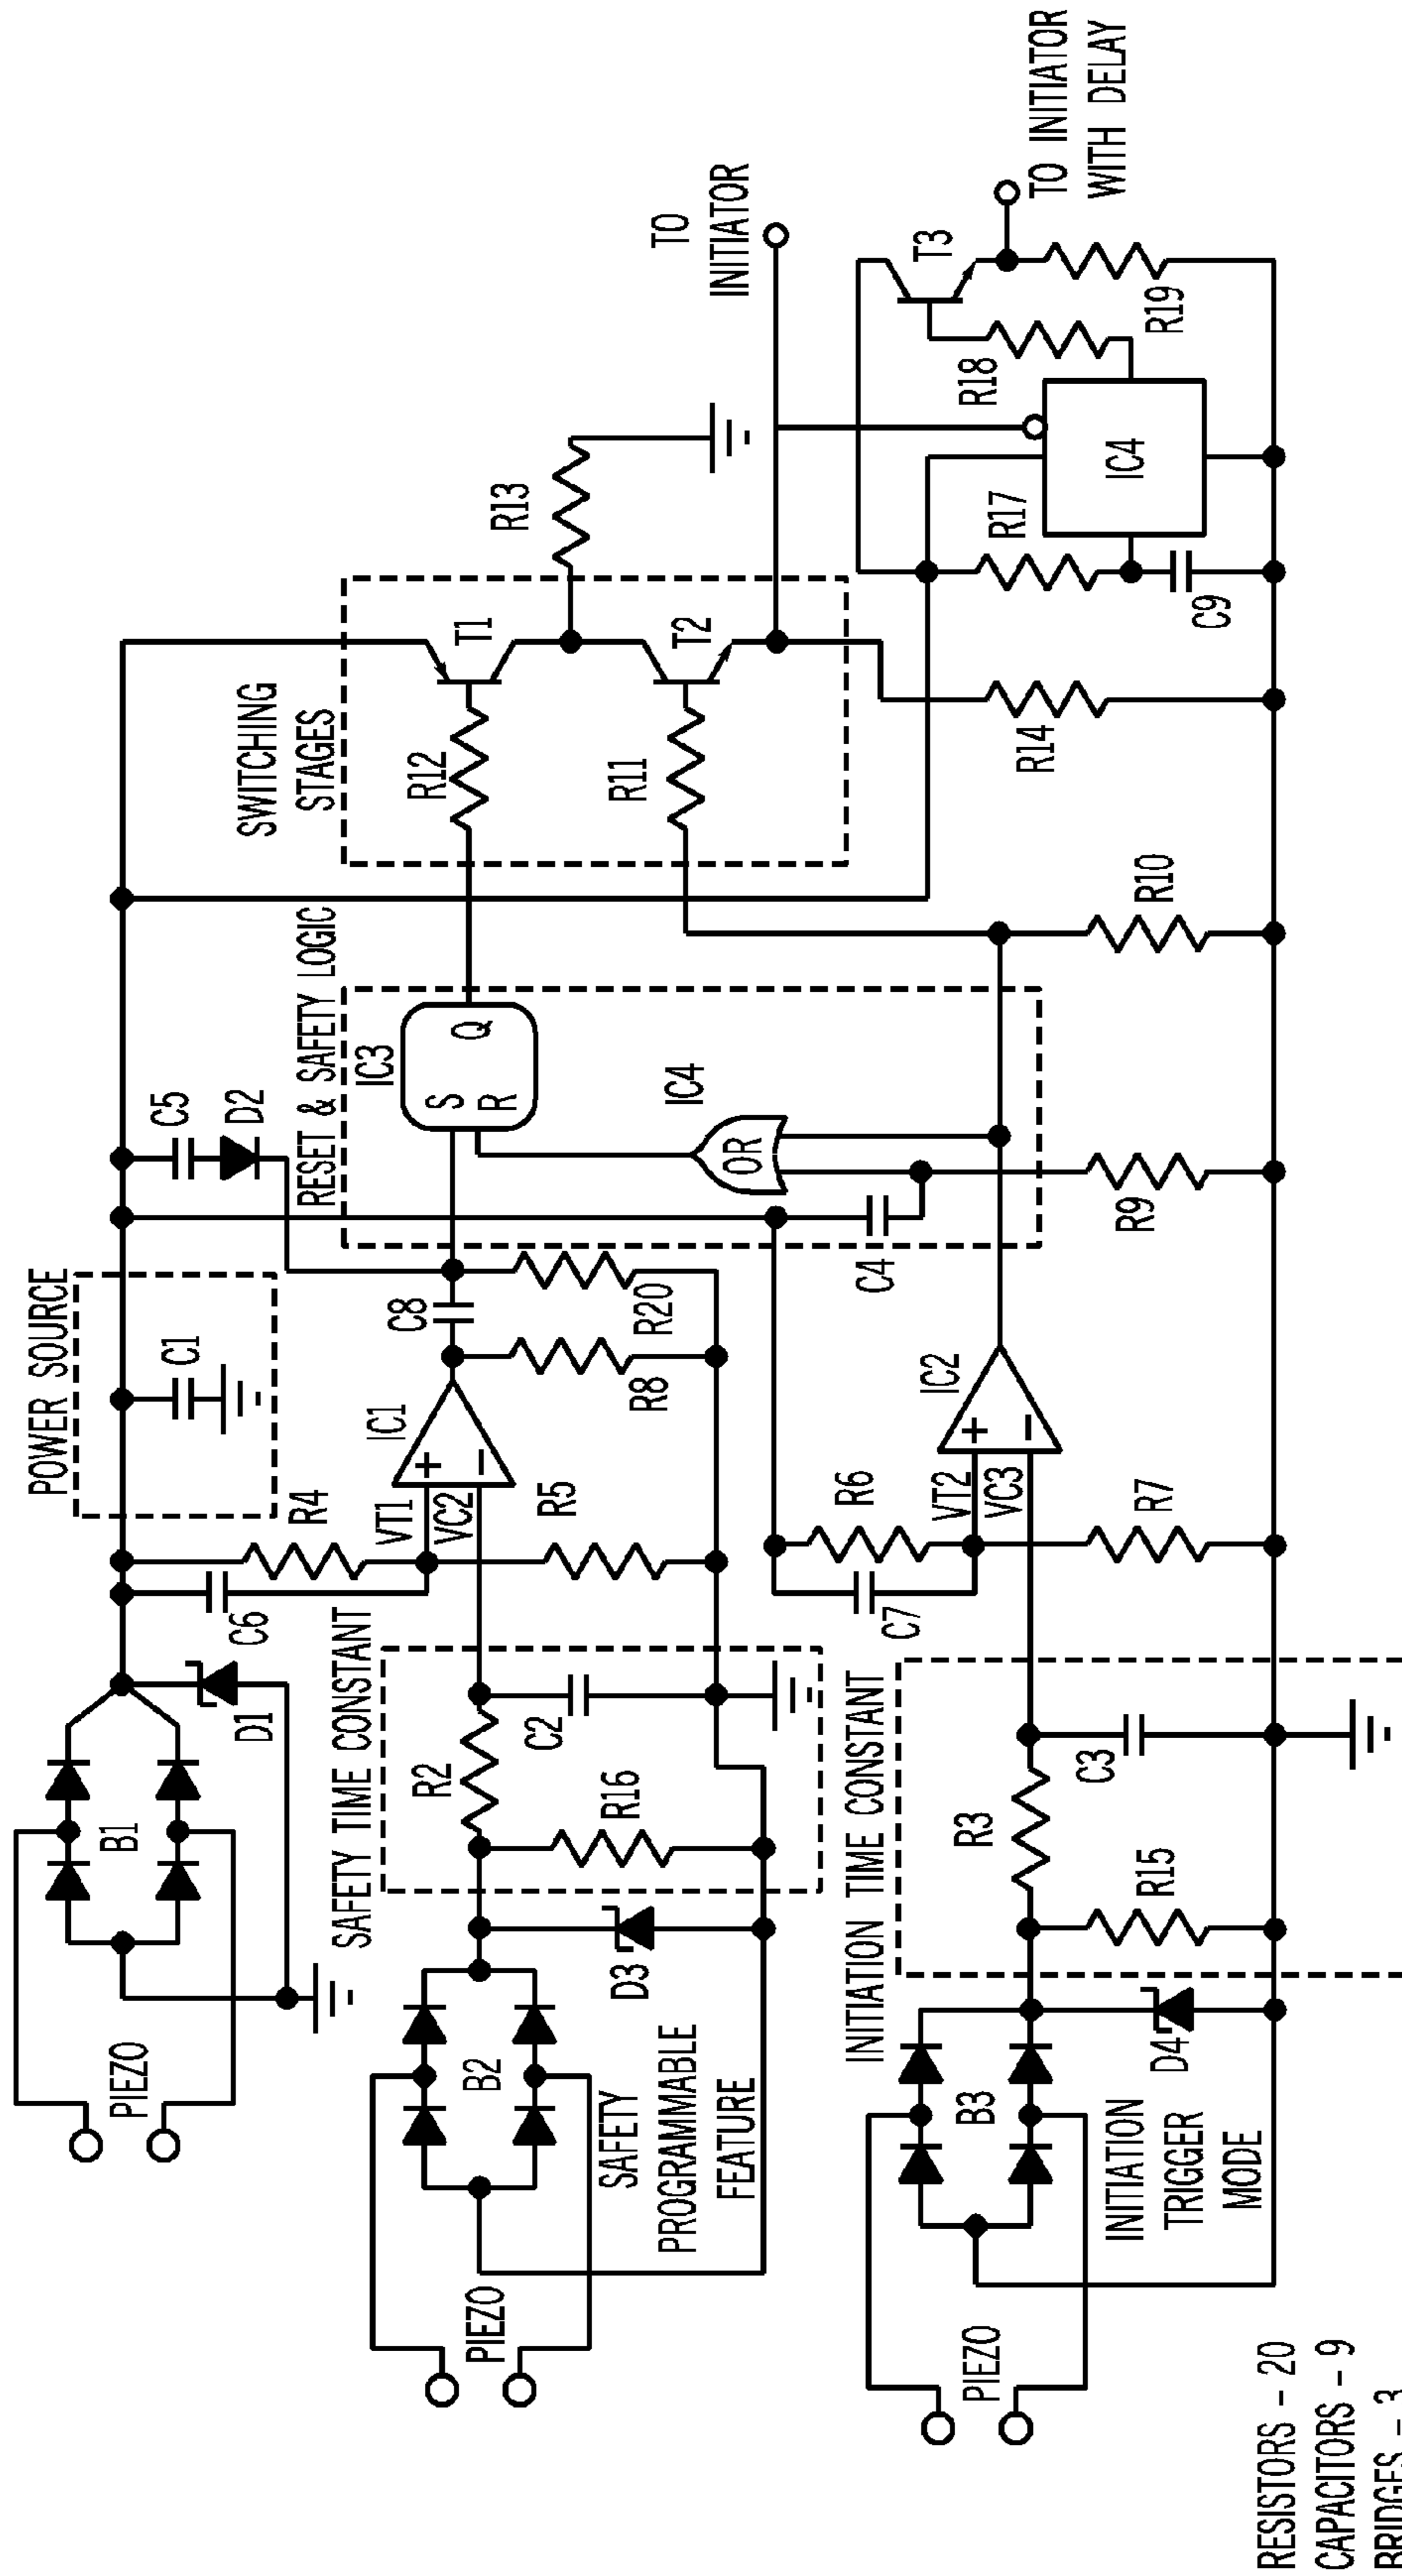 POWER SOURCE
C1
C5
D2
PIEZO
B1
D1
C6
R4
VT1
VC2
IC1
R5
C8
R8
R20
SAFETY TIME CONSTANT
R2
C2
R16
D3
B2
PIEZO
SAFETY
PROGRAMMABLE
FEATURE
RESET & SAFETY LOGIC
IC3
S
R
Q
IC4
OR
C4
R9
SWITCHING
STAGES
R12
T1
R11
T2
R13
TO
INITIATOR
R14
R10
R17
C9
IC4
R18
T3
R19
TO INITIATOR
WITH DELAY
C7
R6
VT2
VC3
IC2
R7
INITIATION TIME CONSTANT
R3
C3
R15
D4
B3
PIEZO
INITIATION
TRIGGER
MODE
RESISTORS - 20
CAPACITORS - 9
BRIDGES - 3